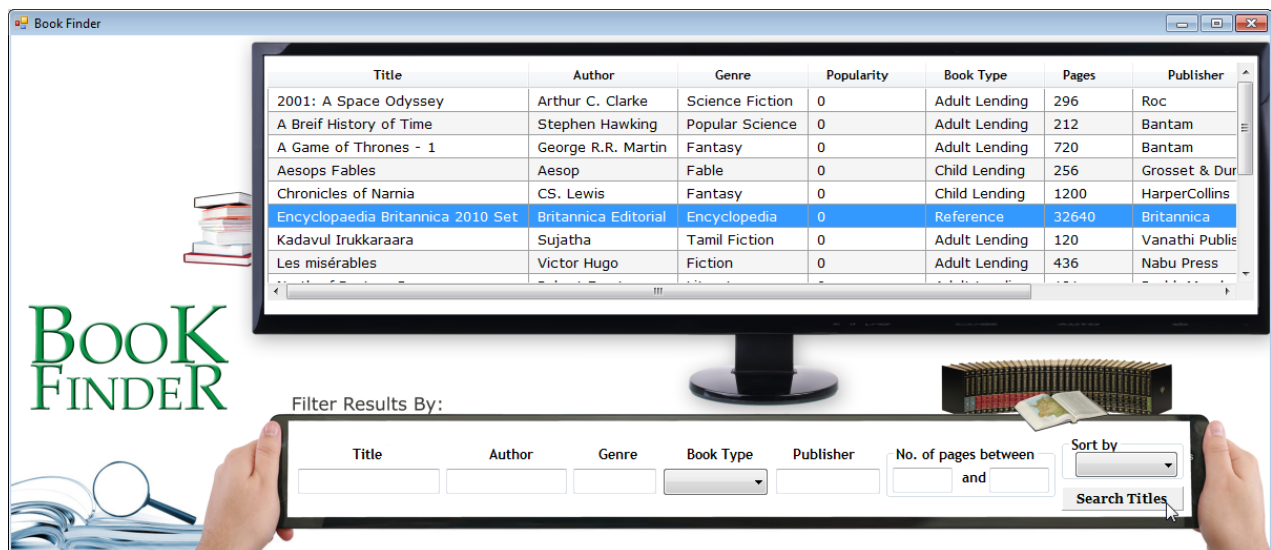 Book Finder
Title Author Genre Popularity Book Type Pages Publisher
2001: A Space Odyssey Arthur C. Clarke Science Fiction 0 Adult Lending 296 Roc
A Breif History of Time Stephen Hawking Popular Science 0 Adult Lending 212 Bantam
A Game of Thrones - 1 George R.R. Martin Fantasy 0 Adult Lending 720 Bantam
Aesops Fables Aesop Fable 0 Child Lending 256 Grosset & Dur
Chronicles of Narnia CS. Lewis Fantasy 0 Child Lending 1200 HarperCollins
Encyclopaedia Britannica 2010 Set Britannica Editorial Encyclopedia 0 Reference 32640 Britannica
Kadavul Irukkaraara Sujatha Tamil Fiction 0 Adult Lending 120 Vanathi Publis
Les misérables Victor Hugo Fiction 0 Adult Lending 436 Nabu Press
BOOK
FINDER
Filter Results By:
Title Author Genre Book Type Publisher No. of pages between Sort by
and
Search Titles